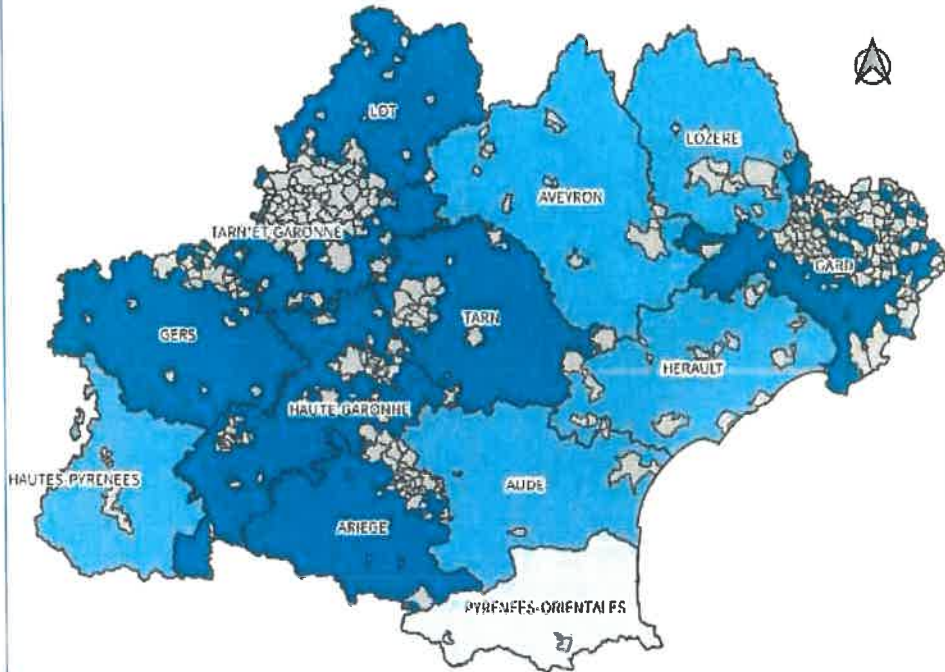 LOT
LOZERE
AVEYRON
TARN ET GARONNE
GARD
GERS
TARN
HERAULT
HAUTE-GARONNE
HAUTES-PYRENEES
AUDE
ARIEGE
PYRENEES-ORIENTALES